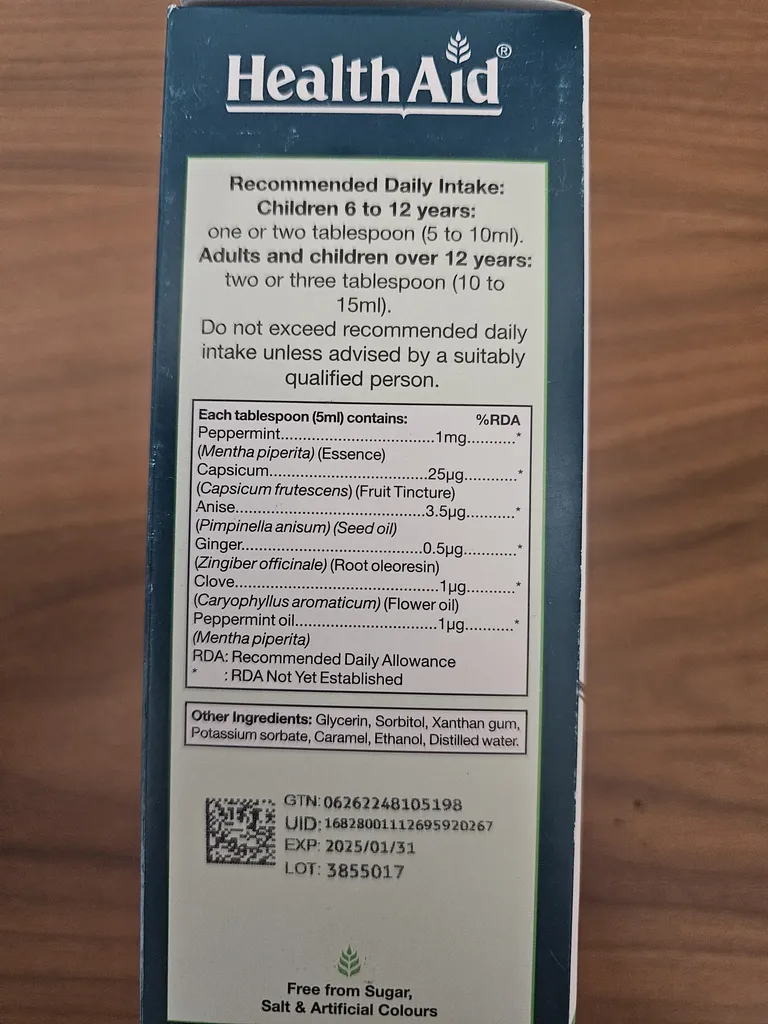 HealthAid®
Recommended Daily Intake:
Children 6 to 12 years:
one or two tablespoon (5 to 10ml).
Adults and children over 12 years:
two or three tablespoon (10 to
15ml).
Do not exceed recommended daily
intake unless advised by a suitably
qualified person.
Each tablespoon (5ml) contains: %RDA
Peppermint..............................1mg..........*
(Mentha piperita) (Essence)
Capsicum...............................25µg...........*
(Capsicum frutescens) (Fruit Tincture)
Anise.....................................3.5µg..........*
(Pimpinella anisum) (Seed oil)
Ginger...................................0.5µg..........*
(Zingiber officinale) (Root oleoresin)
Clove........................................1µg..........*
(Caryophyllus aromaticum) (Flower oil)
Peppermint oil............................1µg..........*
(Mentha piperita)
RDA: Recommended Daily Allowance
* : RDA Not Yet Established
Other Ingredients: Glycerin, Sorbitol, Xanthan gum,
Potassium sorbate, Caramel, Ethanol, Distilled water.
GTN: 06262248105198
UID: 16828001112695920267
EXP: 2025/01/31
LOT: 3855017
Free from Sugar,
Salt & Artificial Colours